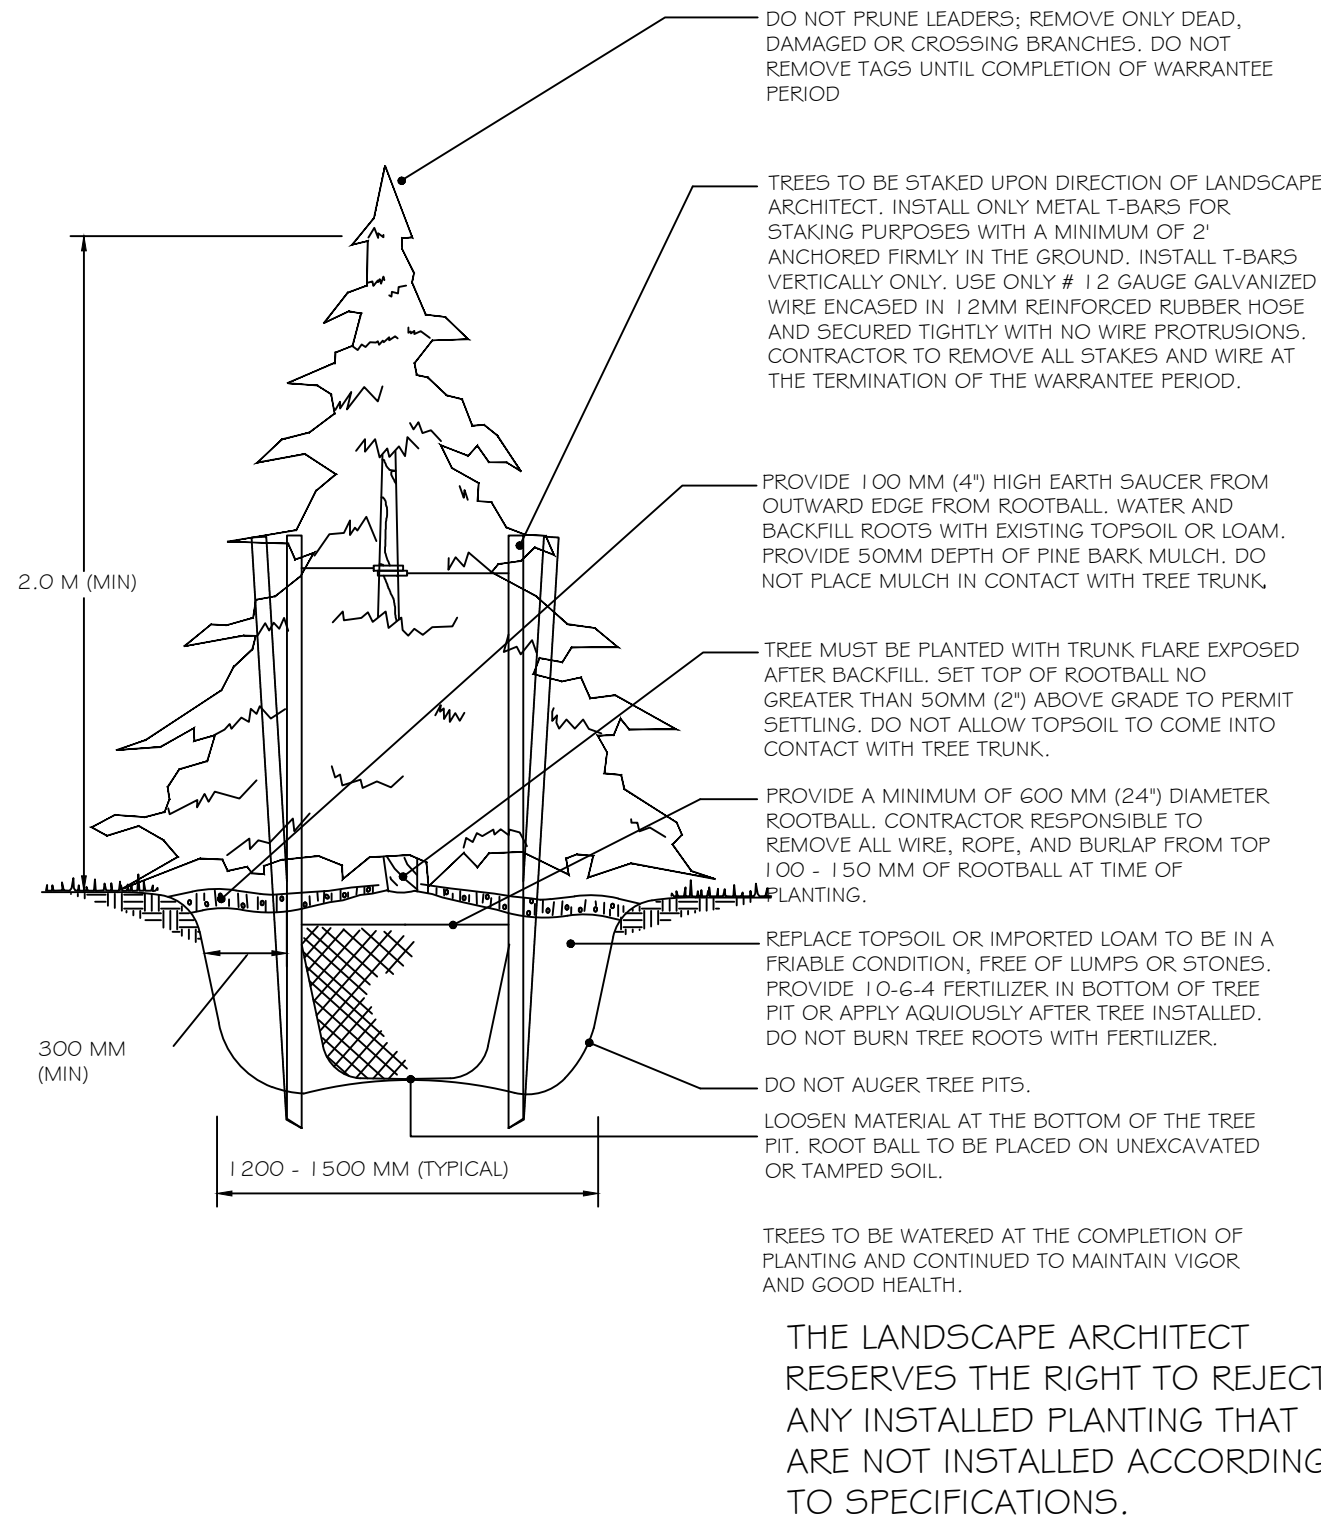 DO NOT PRUNE LEADERS; REMOVE ONLY DEAD,
DAMAGED OR CROSSING BRANCHES. DO NOT
REMOVE TAGS UNTIL COMPLETION OF WARRANTEE
PERIOD
TREES TO BE STAKED UPON DIRECTION OF LANDSCAPE
ARCHITECT. INSTALL ONLY METAL T-BARS FOR
STAKING PURPOSES WITH A MINIMUM OF 2'
ANCHORED FIRMLY IN THE GROUND. INSTALL T-BARS
VERTICALLY ONLY. USE ONLY # 12 GAUGE GALVANIZED
WIRE ENCASED IN 12MM REINFORCED RUBBER HOSE
AND SECURED TIGHTLY WITH NO WIRE PROTRUSIONS.
CONTRACTOR TO REMOVE ALL STAKES AND WIRE AT
THE TERMINATION OF THE WARRANTEE PERIOD.
PROVIDE 100 MM (4") HIGH EARTH SAUCER FROM
OUTWARD EDGE FROM ROOTBALL. WATER AND
BACKFILL ROOTS WITH EXISTING TOPSOIL OR LOAM.
PROVIDE 50MM DEPTH OF PINE BARK MULCH. DO
NOT PLACE MULCH IN CONTACT WITH TREE TRUNK.
2.0 M (MIN)
TREE MUST BE PLANTED WITH TRUNK FLARE EXPOSED
AFTER BACKFILL. SET TOP OF ROOTBALL NO
GREATER THAN 50MM (2") ABOVE GRADE TO PERMIT
SETTLING. DO NOT ALLOW TOPSOIL TO COME INTO
CONTACT WITH TREE TRUNK.
PROVIDE A MINIMUM OF 600 MM (24") DIAMETER
ROOTBALL. CONTRACTOR RESPONSIBLE TO
REMOVE ALL WIRE, ROPE, AND BURLAP FROM TOP
100 - 150 MM OF ROOTBALL AT TIME OF
PLANTING.
REPLACE TOPSOIL OR IMPORTED LOAM TO BE IN A
FRIABLE CONDITION, FREE OF LUMPS OR STONES.
PROVIDE 10-6-4 FERTILIZER IN BOTTOM OF TREE
PIT OR APPLY AQUIOUSLY AFTER TREE INSTALLED.
DO NOT BURN TREE ROOTS WITH FERTILIZER.
300 MM
(MIN)
DO NOT AUGER TREE PITS.
LOOSEN MATERIAL AT THE BOTTOM OF THE TREE
PIT. ROOT BALL TO BE PLACED ON UNEXCAVATED
OR TAMPED SOIL.
1200 - 1500 MM (TYPICAL)
TREES TO BE WATERED AT THE COMPLETION OF
PLANTING AND CONTINUED TO MAINTAIN VIGOR
AND GOOD HEALTH.
THE LANDSCAPE ARCHITECT
RESERVES THE RIGHT TO REJECT
ANY INSTALLED PLANTING THAT
ARE NOT INSTALLED ACCORDING
TO SPECIFICATIONS.